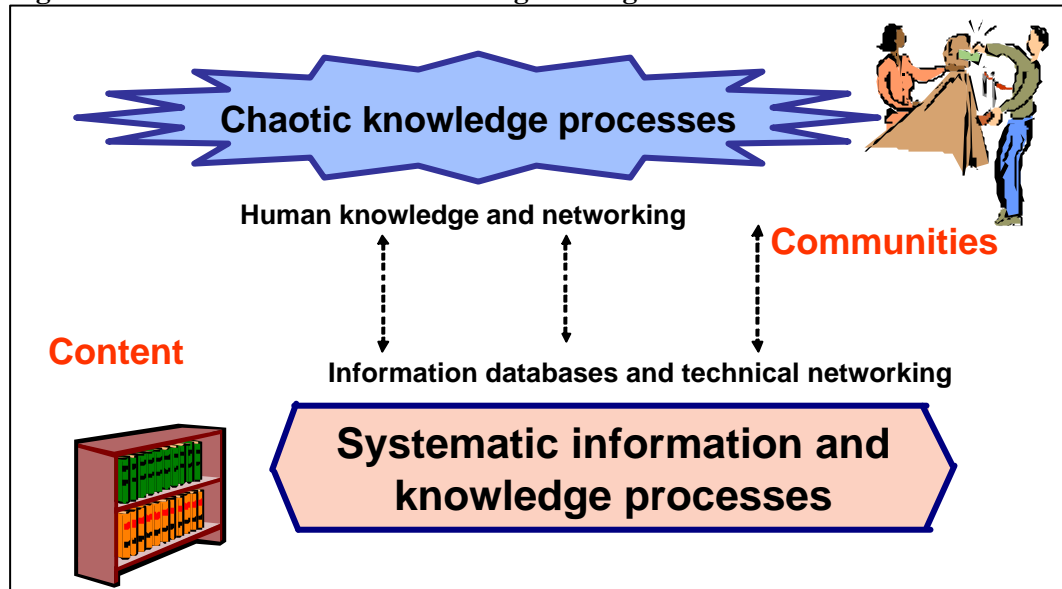 Chaotic knowledge processes
Human knowledge and networking
Communities
Content
Information databases and technical networking
Systematic information and
knowledge processes